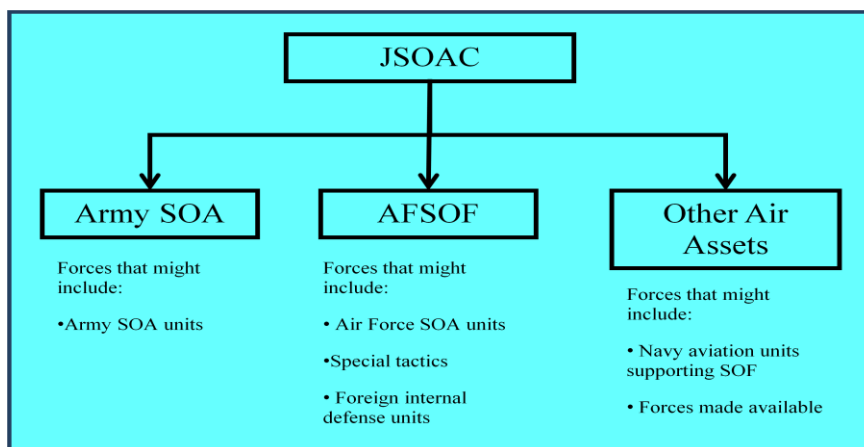 JSOAC
Army SOA
Forces that might
include:
•Army SOA units
AFSOF
Forces that might
include:
• Air Force SOA units
•Special tactics
• Foreign internal
defense units
Other Air
Assets
Forces that might
include:
• Navy aviation units
supporting SOF
• Forces made available